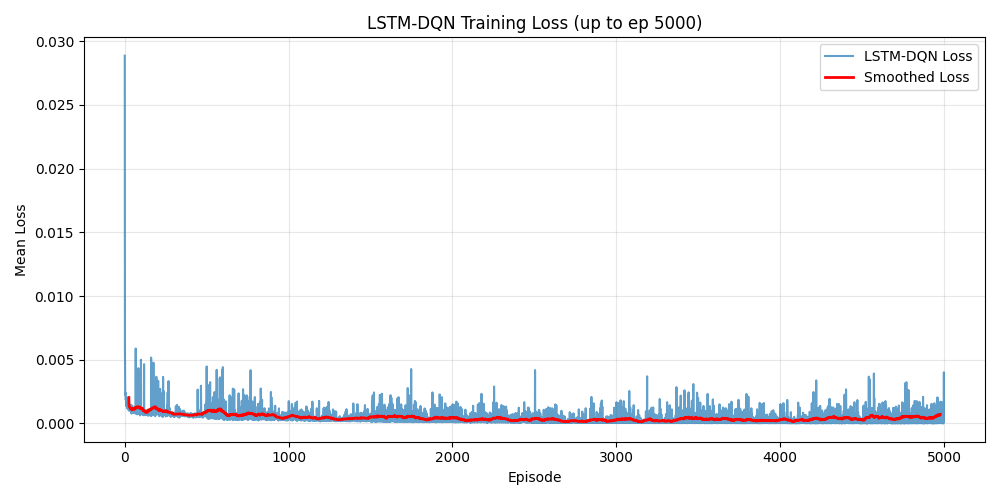 LSTM-DQN Training Loss (up to ep 5000)
LSTM-DQN Loss
Smoothed Loss
Mean Loss
0.030
0.025
0.020
0.015
0.010
0.005
0.000
0 1000 2000 3000 4000 5000
Episode